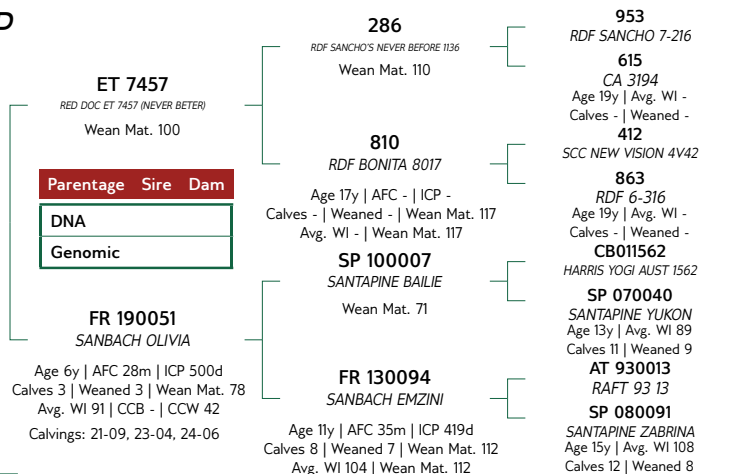 D
ET 7457
RED DOC ET 7457 (NEVER BETER)
Wean Mat. 100
Parentage Sire Dam
DNA
Genomic
FR 190051
SANBACH OLIVIA
Age 6y | AFC 28m | ICP 500d
Calves 3 | Weaned 3 | Wean Mat. 78
Avg. WI 91 | CCB - | CCW 42
Calvings: 21-09, 23-04, 24-06
286
RDF SANCHO'S NEVER BEFORE 1136
Wean Mat. 110
810
RDF BONITA 8017
Age 17y | AFC - | ICP -
Calves - | Weaned - | Wean Mat. 117
Avg. WI - | Wean Mat. 117
SP 100007
SANTAPINE BAILIE
Wean Mat. 71
FR 130094
SANBACH EMZINI
Age 11y | AFC 35m | ICP 419d
Calves 8 | Weaned 7 | Wean Mat. 112
Avg. WI 104 | Wean Mat. 112
953
RDF SANCHO 7-216
615
CA 3194
Age 19y | Avg. WI -
Calves - | Weaned -
412
SCC NEW VISION 4V42
863
RDF 6-316
Age 19y | Avg. WI -
Calves - | Weaned -
CB011562
HARRIS YOGI AUST 1562
SP 070040
SANTAPINE YUKON
Age 13y | Avg. WI 89
Calves 11 | Weaned 9
AT 930013
RAFT 93 13
SP 080091
SANTAPINE ZABRINA
Age 15y | Avg. WI 108
Calves 12 | Weaned 8